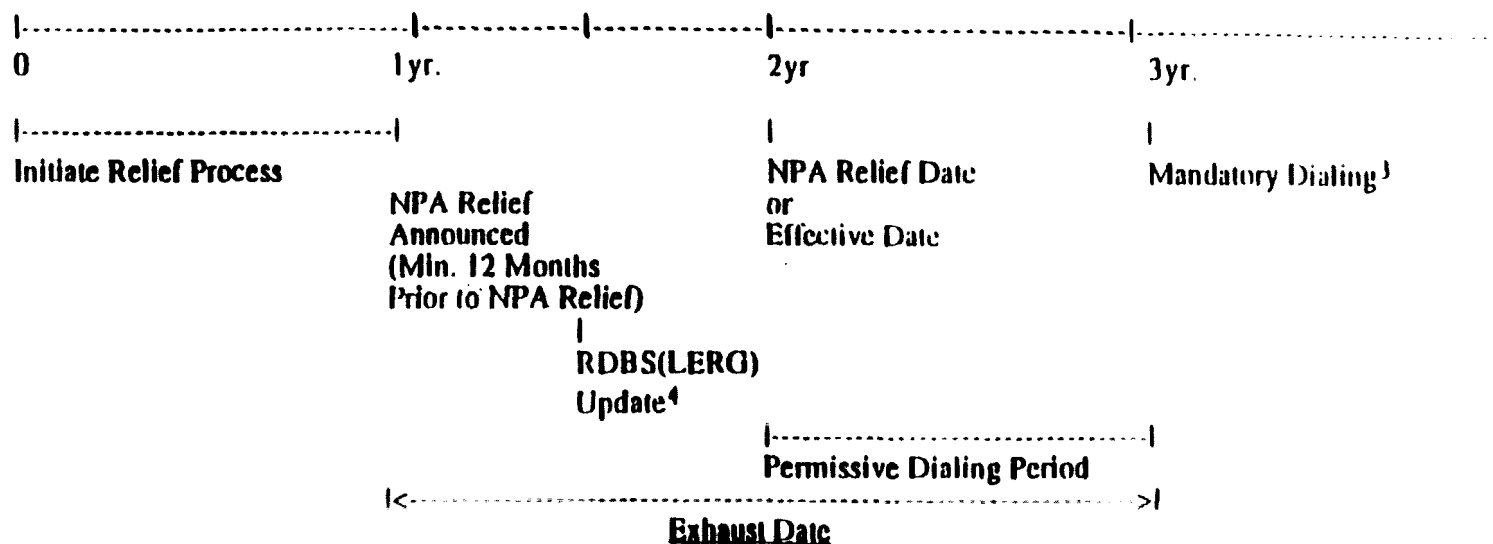 0 1yr. 2yr 3yr.
Initiate Relief Process
NPA Relief
Announced
(Min. 12 Months
Prior to NPA Relief)
NPA Relief Date
or
Effective Date
Mandatory Dialing³
RDBS(LERG)
Update⁴
Permissive Dialing Period
Exhaust Date